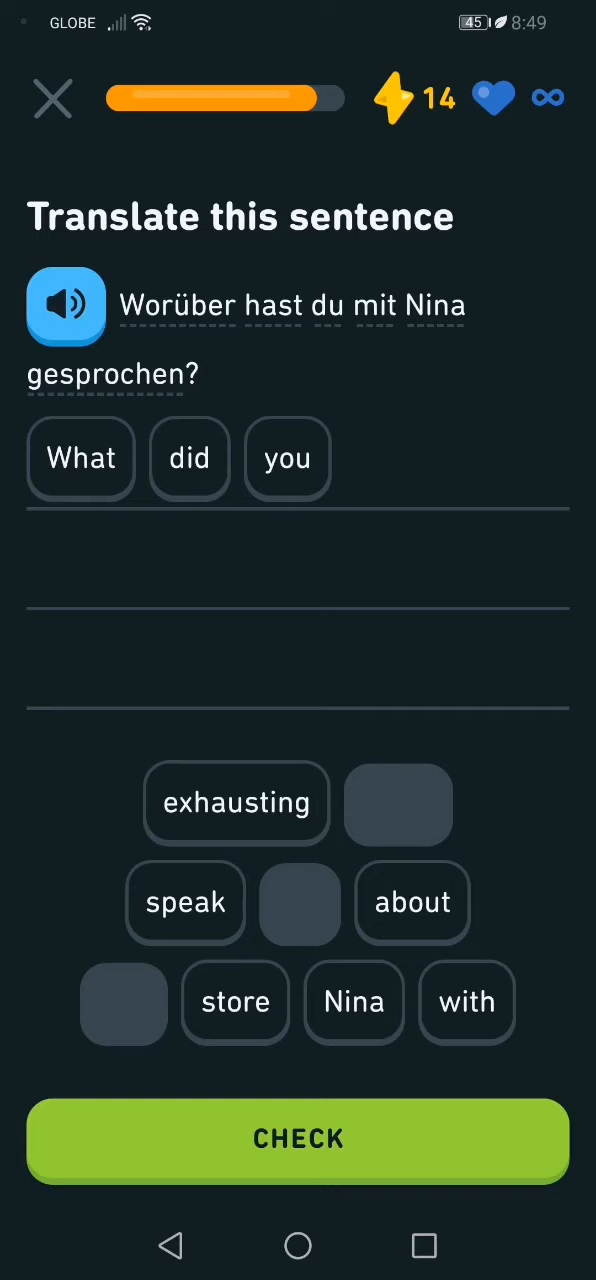 GLOBE 45 8:49
14
Translate this sentence
Worüber hast du mit Nina
gesprochen?
What did you
exhausting
speak about
store Nina with
CHECK